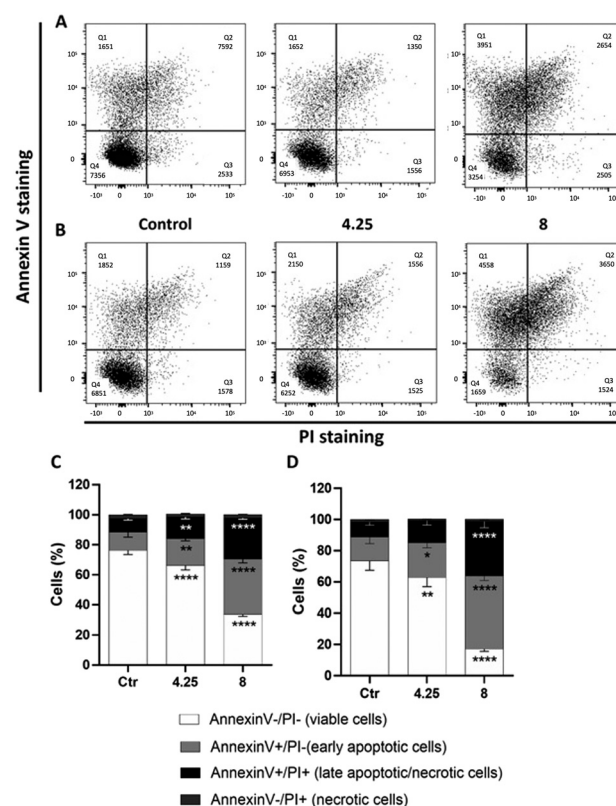 A
Q1
1651
Q2
7592
Q4
7356
Q3
2533
Q1
1652
Q2
1350
Q4
6953
Q3
1556
Q1
3951
Q2
2654
Q4
3254
Q3
2505
Annexin V staining
Control
4.25
8
B
Q1
1852
Q2
1159
Q4
6851
Q3
1578
Q1
2150
Q2
1556
Q4
6252
Q3
1525
Q1
4558
Q2
3650
Q4
1659
Q3
1524
PI staining
C
Cells (%)
120
100
80
60
40
20
0
** ****
** ****
**** ****
Ctr 4.25 8
D
Cells (%)
120
100
80
60
40
20
0
****
* ****
** ****
Ctr 4.25 8
AnnexinV-/PI- (viable cells)
AnnexinV+/PI-(early apoptotic cells)
AnnexinV+/PI+ (late apoptotic/necrotic cells)
AnnexinV-/PI+ (necrotic cells)